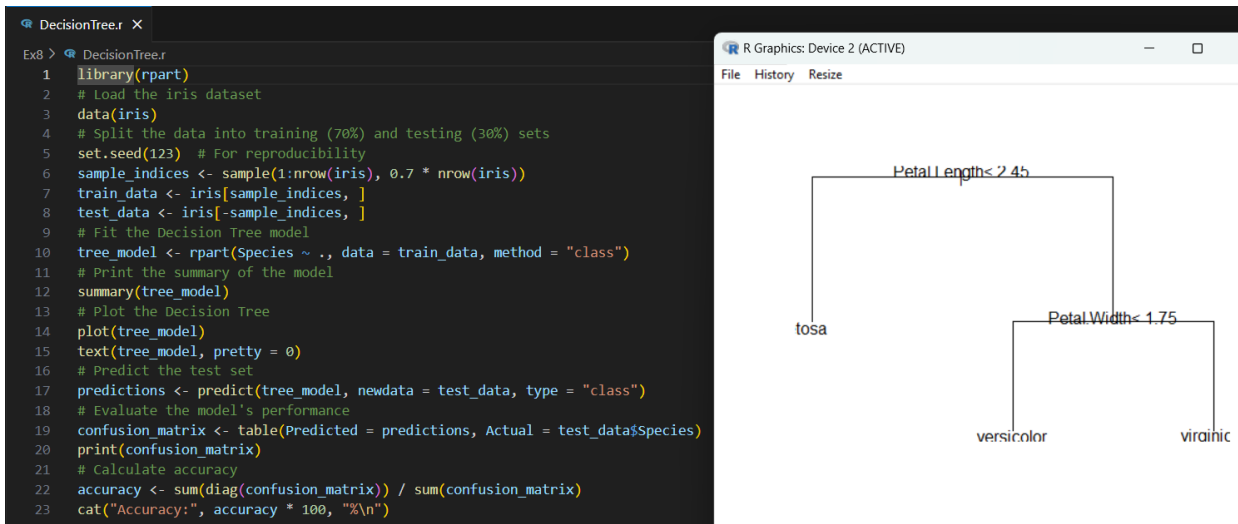 DecisionTree.r
Ex8 > DecisionTree.r
1 library(rpart)
2 # Load the iris dataset
3 data(iris)
4 # Split the data into training (70%) and testing (30%) sets
5 set.seed(123)  # For reproducibility
6 sample_indices <- sample(1:nrow(iris), 0.7 * nrow(iris))
7 train_data <- iris[sample_indices, ]
8 test_data <- iris[-sample_indices, ]
9 # Fit the Decision Tree model
10 tree_model <- rpart(Species ~ ., data = train_data, method = "class")
11 # Print the summary of the model
12 summary(tree_model)
13 # Plot the Decision Tree
14 plot(tree_model)
15 text(tree_model, pretty = 0)
16 # Predict the test set
17 predictions <- predict(tree_model, newdata = test_data, type = "class")
18 # Evaluate the model's performance
19 confusion_matrix <- table(Predicted = predictions, Actual = test_data$Species)
20 print(confusion_matrix)
21 # Calculate accuracy
22 accuracy <- sum(diag(confusion_matrix)) / sum(confusion_matrix)
23 cat("Accuracy:", accuracy * 100, "%\n")
R Graphics: Device 2 (ACTIVE)
File History Resize
Petal.Length< 2.45
Petal.Width< 1.75
tosa
versicolor virginic